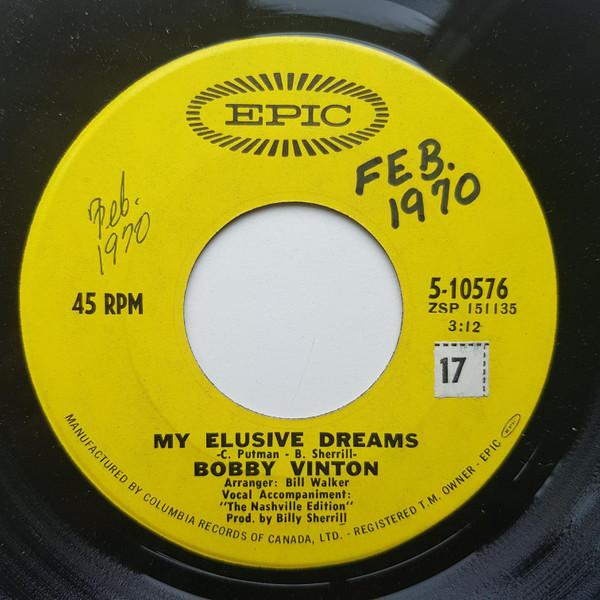 EPIC
FEB.
1970
Feb.
1970
45 RPM
5-10576
ZSP 151135
3:12
17
MY ELUSIVE DREAMS
-C. Putman - B. Sherrill-
BOBBY VINTON
Arranger: Bill Walker
Vocal Accompaniment:
"The Nashville Edition"
Prod. by Billy Sherrill
MANUFACTURED BY COLUMBIA RECORDS OF CANADA, LTD. - REGISTERED T.M. OWNER - EPIC EPIC